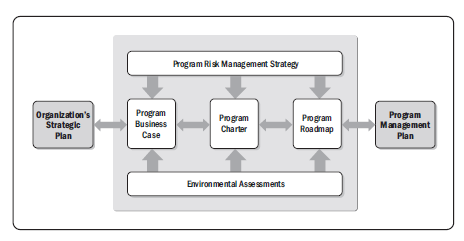 Program Risk Management Strategy
Organization's
Strategic
Plan
Program
Business
Case
Program
Charter
Program
Roadmap
Program
Management
Plan
Environmental Assessments